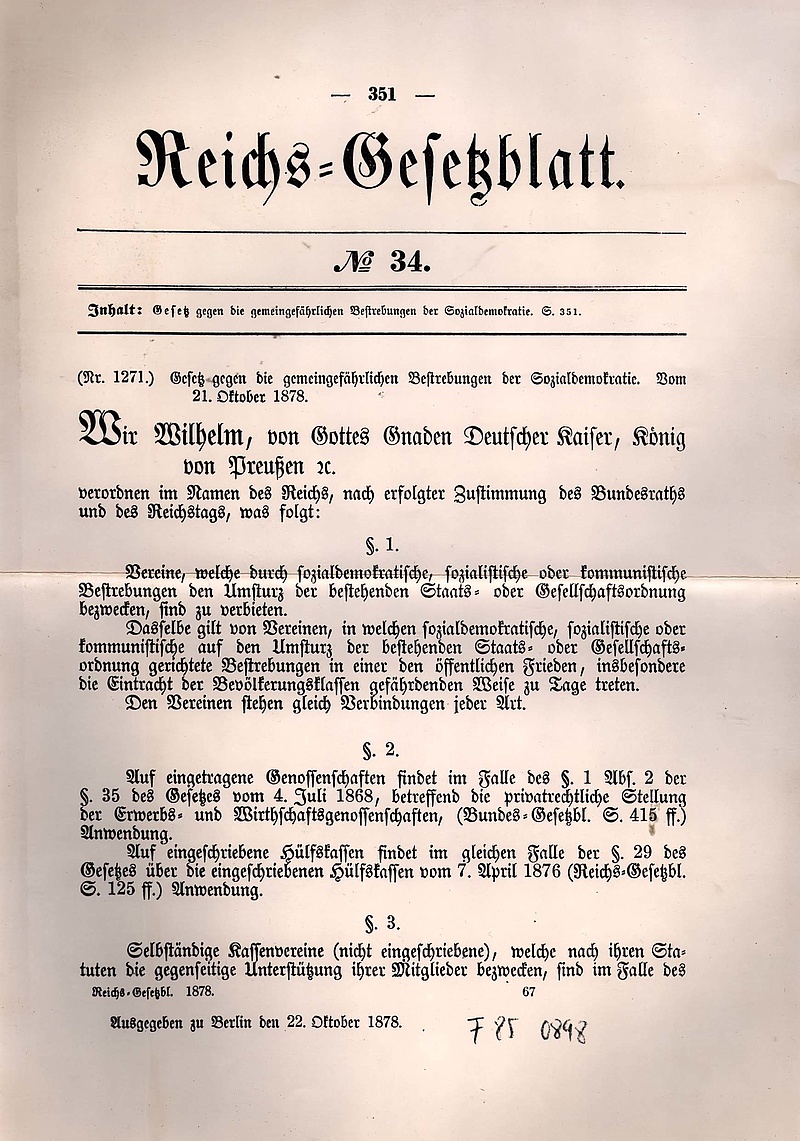 — 351 —
Reichs-Gesetzblatt.
№ 34.
Inhalt: Gesetz gegen die gemeingefährlichen Bestrebungen der Sozialdemokratie. S. 351.
(Nr. 1271.) Gesetz gegen die gemeingefährlichen Bestrebungen der Sozialdemokratie. Vom
21. Oktober 1878.
Wir Wilhelm, von Gottes Gnaden Deutscher Kaiser, König
von Preußen ꝛc.
verordnen im Namen des Reichs, nach erfolgter Zustimmung des Bundesraths
und des Reichstags, was folgt:
§. 1.
Vereine, welche durch sozialdemokratische, sozialistische oder kommunistische
Bestrebungen den Umsturz der bestehenden Staats- oder Gesellschaftsordnung
bezwecken, sind zu verbieten.
Dasselbe gilt von Vereinen, in welchen sozialdemokratische, sozialistische oder
kommunistische auf den Umsturz der bestehenden Staats- oder Gesellschafts-
ordnung gerichtete Bestrebungen in einer den öffentlichen Frieden, insbesondere
die Eintracht der Bevölkerungsklassen gefährdenden Weise zu Tage treten.
Den Vereinen stehen gleich Verbindungen jeder Art.
§. 2.
Auf eingetragene Genossenschaften findet im Falle des §. 1 Abs. 2 der
§. 35 des Gesetzes vom 4. Juli 1868, betreffend die privatrechtliche Stellung
der Erwerbs- und Wirthschaftsgenossenschaften, (Bundes-Gesetzbl. S. 415 ff.)
Anwendung.
Auf eingeschriebene Hülfskassen findet im gleichen Falle der §. 29 des
Gesetzes über die eingeschriebenen Hülfskassen vom 7. April 1876 (Reichs-Gesetzbl.
S. 125 ff.) Anwendung.
§. 3.
Selbständige Kassenvereine (nicht eingeschriebene), welche nach ihren Sta-
tuten die gegenseitige Unterstützung ihrer Mitglieder bezwecken, sind im Falle des
Reichs-Gesetzbl. 1878. 67
Ausgegeben zu Berlin den 22. Oktober 1878.
F 85 0898